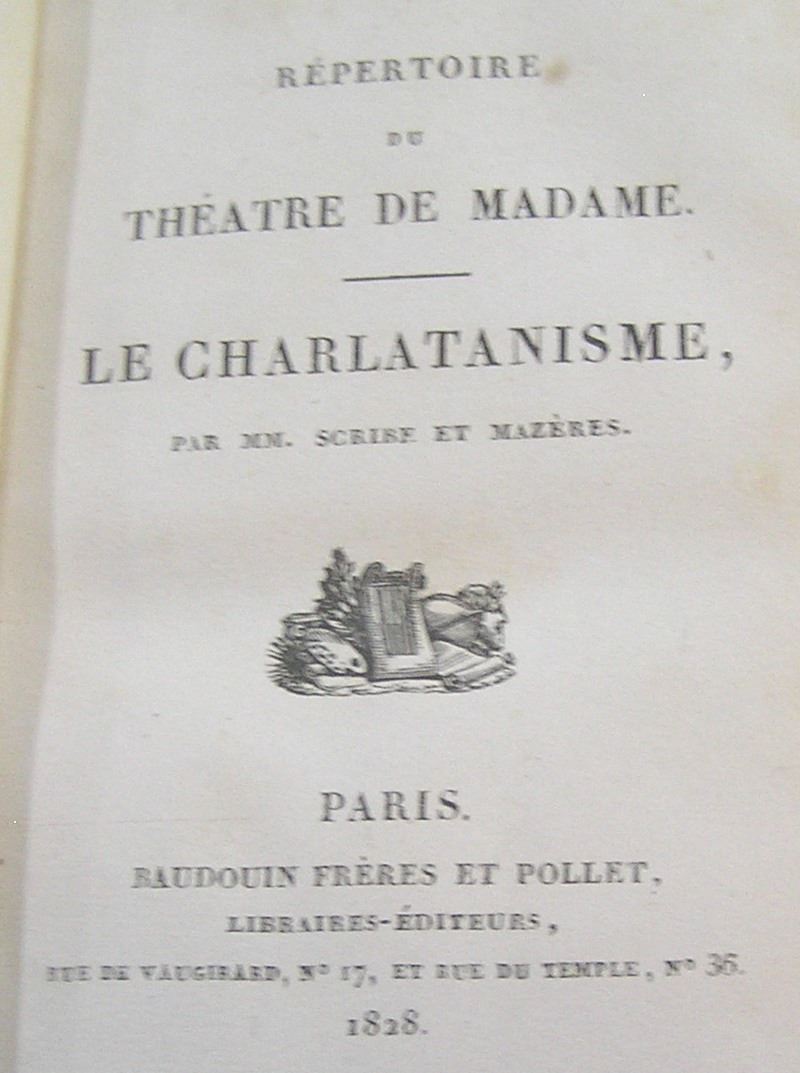 RÉPERTOIRE
DU
THÉATRE DE MADAME.
LE CHARLATANISME,
PAR MM. SCRIBE ET MAZÈRES.
PARIS.
BAUDOUIN FRÈRES ET POLLET,
LIBRAIRES-ÉDITEURS,
RUE DE VAUGIRARD, Nº 17, ET RUE DU TEMPLE, Nº 36.
1828.